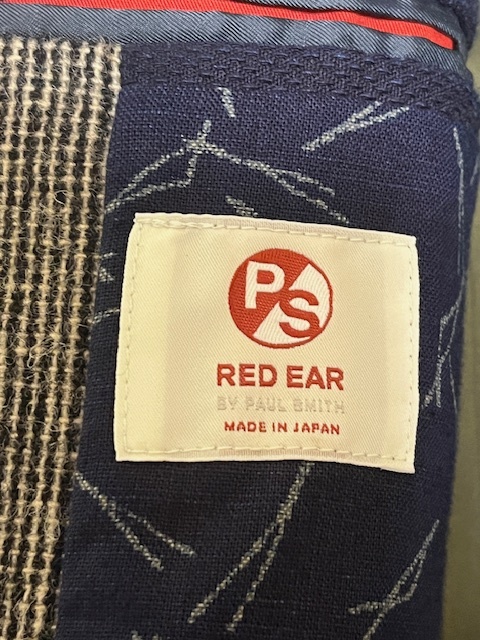 PS
RED EAR
BY PAUL SMITH
MADE IN JAPAN